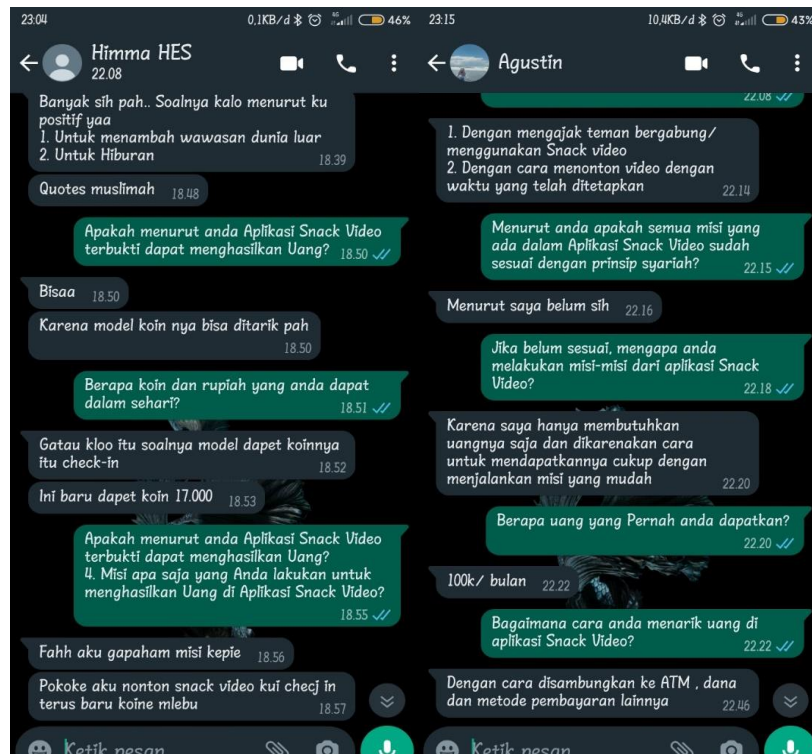 23:04
0,1KB/d
46%
Himma HES
22.08
Banyak sih pah.. Soalnya kalo menurut ku
positif yaa
1. Untuk menambah wawasan dunia luar
2. Untuk Hiburan
18.39
Quotes muslimah
18.48
Apakah menurut anda Aplikasi Snack Video
terbukti dapat menghasilkan Uang?
18.50
Bisaa
18.50
Karena model koin nya bisa ditarik pah
18.50
Berapa koin dan rupiah yang anda dapat
dalam sehari?
18.51
Gatau kloo itu soalnya model dapet koinnya
itu check-in
18.52
Ini baru dapet koin 17.000
18.53
Apakah menurut anda Aplikasi Snack Video
terbukti dapat menghasilkan Uang?
4. Misi apa saja yang Anda lakukan untuk
menghasilkan Uang di Aplikasi Snack Video?
18.55
Fahh aku gapaham misi kepie
18.56
Pokoke aku nonton snack video kui checj in
terus baru koine mlebu
18.57
Ketik pesan
23:15
10,4KB/d
43%
Agustin
22.08
1. Dengan mengajak teman bergabung/
menggunakan Snack video
2. Dengan cara menonton video dengan
waktu yang telah ditetapkan
22.14
Menurut anda apakah semua misi yang
ada dalam Aplikasi Snack Video sudah
sesuai dengan prinsip syariah?
22.15
Menurut saya belum sih
22.16
Jika belum sesuai, mengapa anda
melakukan misi-misi dari aplikasi Snack
Video?
22.18
Karena saya hanya membutuhkan
uangnya saja dan dikarenakan cara
untuk mendapatkannya cukup dengan
menjalankan misi yang mudah
22.20
Berapa uang yang Pernah anda dapatkan?
22.20
100k/ bulan
22.22
Bagaimana cara anda menarik uang di
aplikasi Snack Video?
22.22
Dengan cara disambungkan ke ATM , dana
dan metode pembayaran lainnya
22.46
Ketik pesan